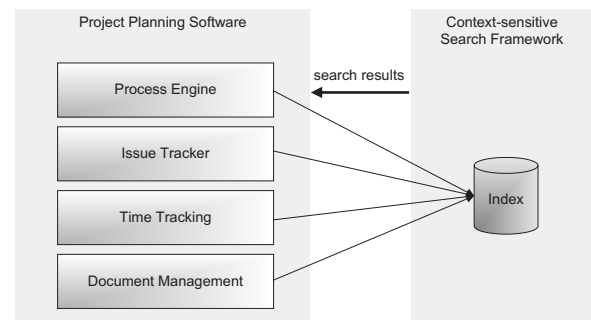 Project Planning Software
Context-sensitive
Search Framework
search results
Process Engine
Issue Tracker
Time Tracking
Document Management
Index